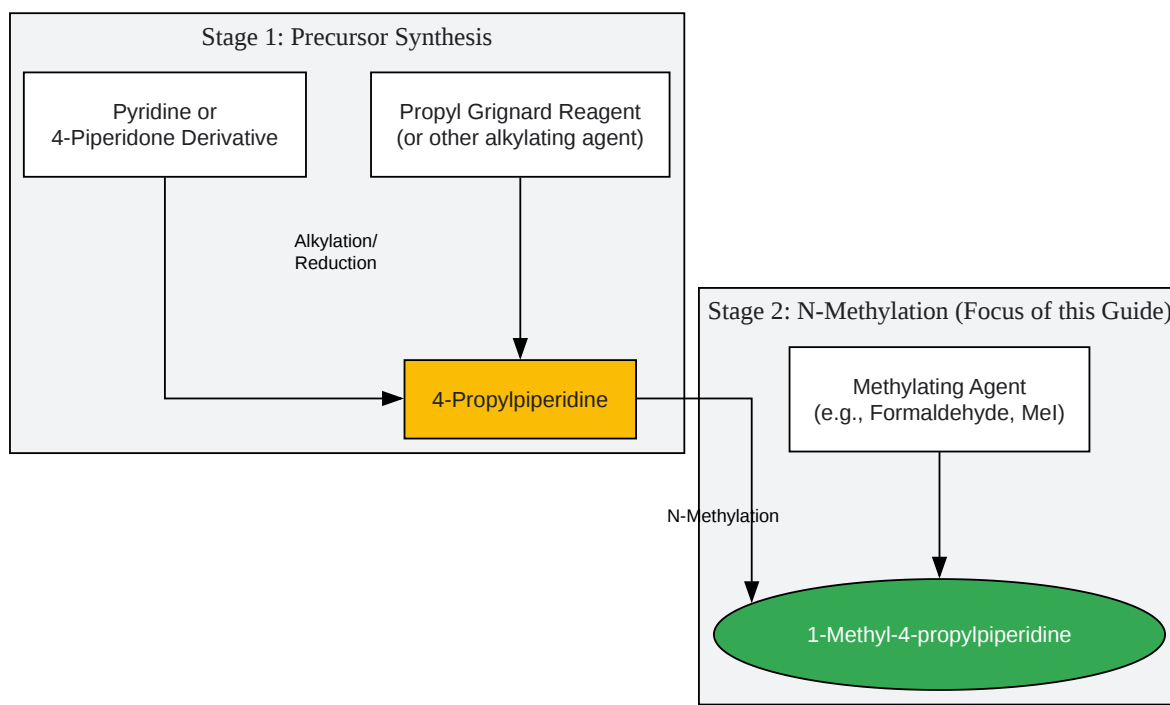 Stage 1: Precursor Synthesis
Pyridine or
4-Piperidone Derivative
Propyl Grignard Reagent
(or other alkylating agent)
Alkylation/
Reduction
4-Propylpiperidine
Stage 2: N-Methylation (Focus of this Guide)
Methylating Agent
(e.g., Formaldehyde, MeI)
N-Methylation
1-Methyl-4-propylpiperidine